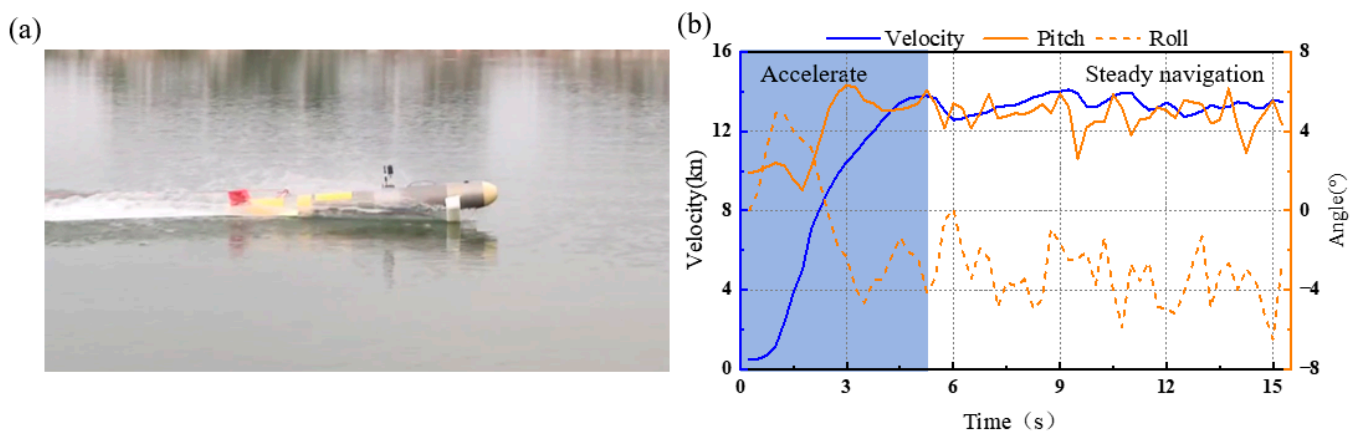 (a)
(b)
Velocity Pitch Roll
Accelerate Steady navigation
16
12
8
4
0
Velocity(kn)
8
4
0
−4
−8
Angle(°)
0 3 6 9 12 15
Time（s）